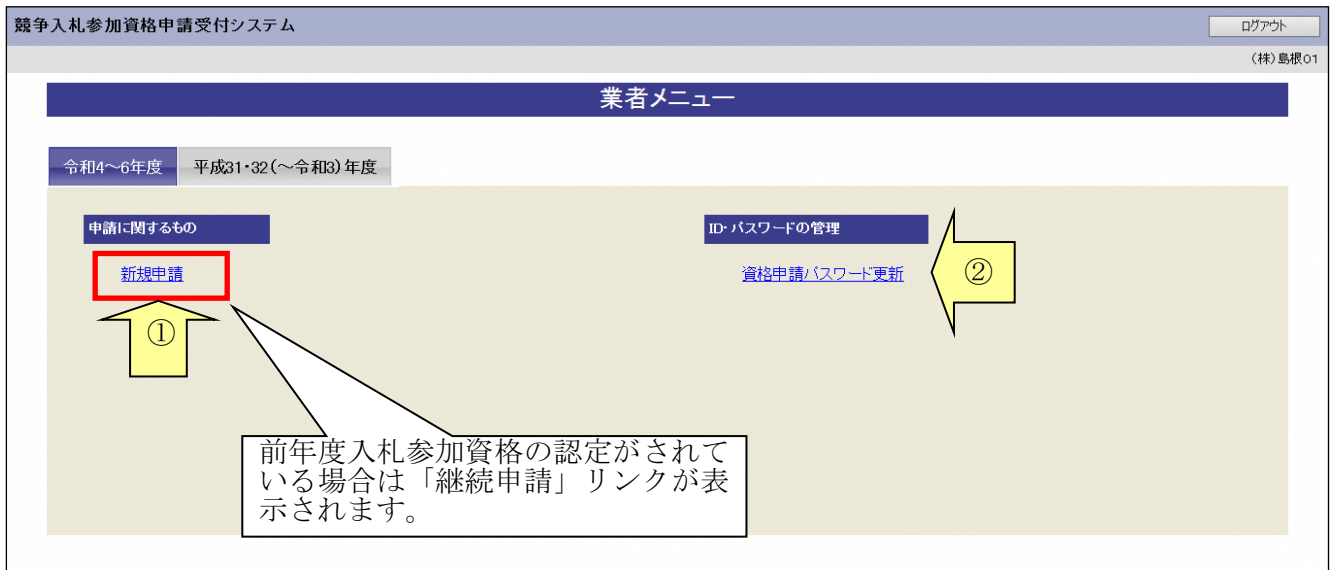 競争入札参加資格申請受付システム
ログアウト
(株)島根01
業者メニュー
令和4～6年度
平成31・32(～令和3)年度
申請に関するもの
ID・パスワードの管理
新規申請
資格申請パスワード更新
②
①
前年度入札参加資格の認定がされて
いる場合は「継続申請」リンクが表
示されます。